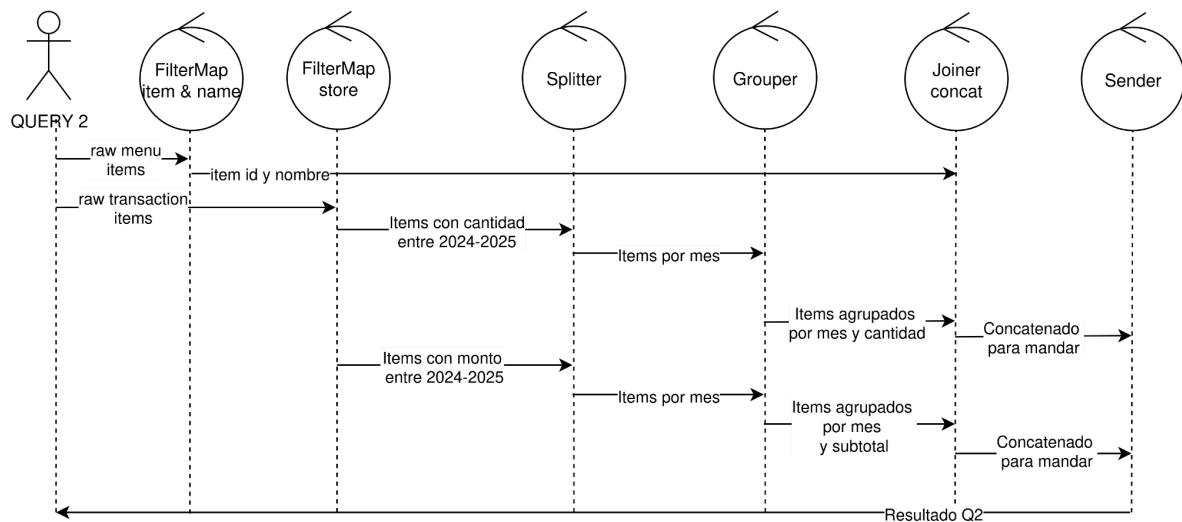 QUERY 2
FilterMap
item & name
FilterMap
store
Splitter
Grouper
Joiner
concat
Sender
raw menu
items
item id y nombre
raw transaction
items
Items con cantidad
entre 2024-2025
Items por mes
Items agrupados
por mes y cantidad
Concatenado
para mandar
Items con monto
entre 2024-2025
Items por mes
Items agrupados
por mes
y subtotal
Concatenado
para mandar
Resultado Q2